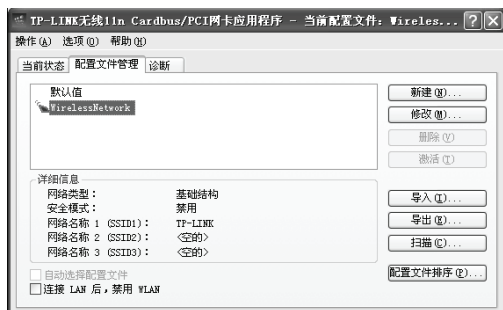 TP-LINK无线11n Cardbus/PCI网卡应用程序 - 当前配置文件: Wireles...
操作(A) 选项(O) 帮助(H)
当前状态 配置文件管理 诊断
默认值
WirelessNetwork
新建(N)...
修改(M)...
删除(V)
激活(T)
详细信息
网络类型: 基础结构
安全模式: 禁用
网络名称 1 (SSID1): TP-LINK
网络名称 2 (SSID2): <空的>
网络名称 3 (SSID3): <空的>
导入(I)...
导出(E)...
扫描(C)...
自动选择配置文件
配置文件排序(P)...
连接 LAN 后,禁用 WLAN